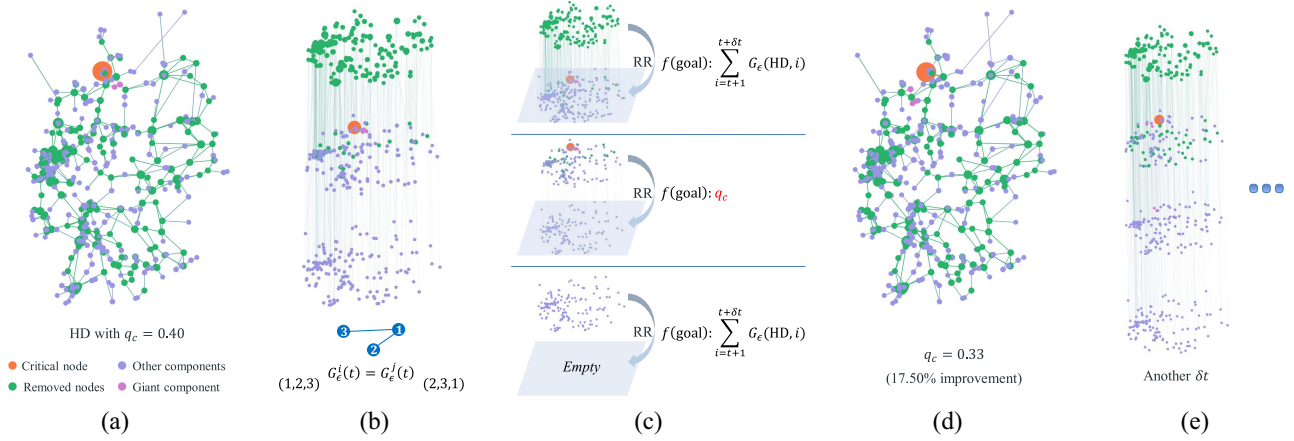 HD with q_c = 0.40
Critical node
Other components
Removed nodes
Giant component
(a)
3
1
2
(1,2,3) G_ϵ^i(t) = G_ϵ^j(t) (2,3,1)
(b)
RR f(goal): ∑_{i=t+1}^{t+δt} G_ϵ(HD, i)
RR f(goal): q_c
RR f(goal): ∑_{i=t+1}^{t+δt} G_ϵ(HD, i)
Empty
(c)
q_c = 0.33
(17.50% improvement)
(d)
Another δt
(e)